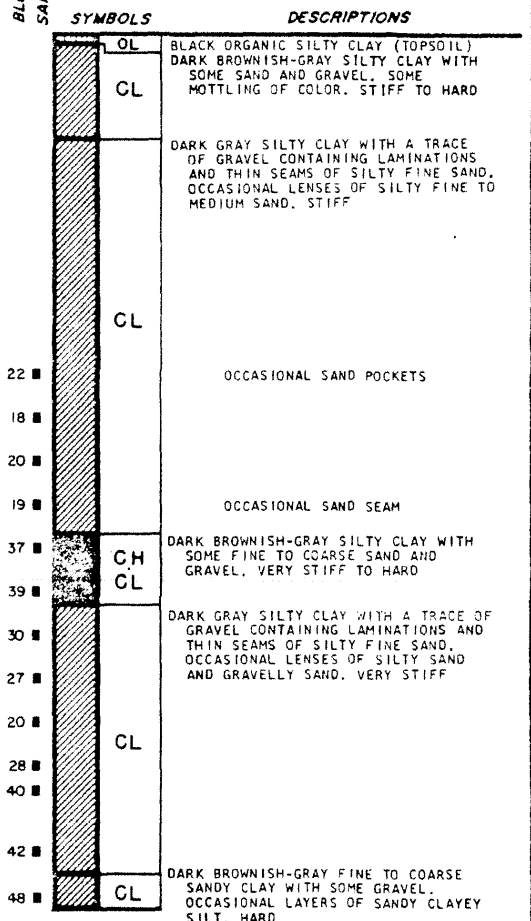 SYMBOLS DESCRIPTIONS
OL BLACK ORGANIC SILTY CLAY (TOPSOIL)
DARK BROWNISH-GRAY SILTY CLAY WITH
SOME SAND AND GRAVEL. SOME
CL MOTTLING OF COLOR. STIFF TO HARD
DARK GRAY SILTY CLAY WITH A TRACE
OF GRAVEL CONTAINING LAMINATIONS
AND THIN SEAMS OF SILTY FINE SAND.
OCCASIONAL LENSES OF SILTY FINE TO
MEDIUM SAND. STIFF
CL
22 OCCASIONAL SAND POCKETS
18
20
19 OCCASIONAL SAND SEAM
DARK BROWNISH-GRAY SILTY CLAY WITH
37 CH SOME FINE TO COARSE SAND AND
CL GRAVEL. VERY STIFF TO HARD
39
DARK GRAY SILTY CLAY WITH A TRACE OF
30 GRAVEL CONTAINING LAMINATIONS AND
THIN SEAMS OF SILTY FINE SAND.
OCCASIONAL LENSES OF SILTY SAND
27 AND GRAVELLY SAND. VERY STIFF
20
CL
28
40
42
DARK BROWNISH-GRAY FINE TO COARSE
CL SANDY CLAY WITH SOME GRAVEL.
48 OCCASIONAL LAYERS OF SANDY CLAYEY
SILT. HARD